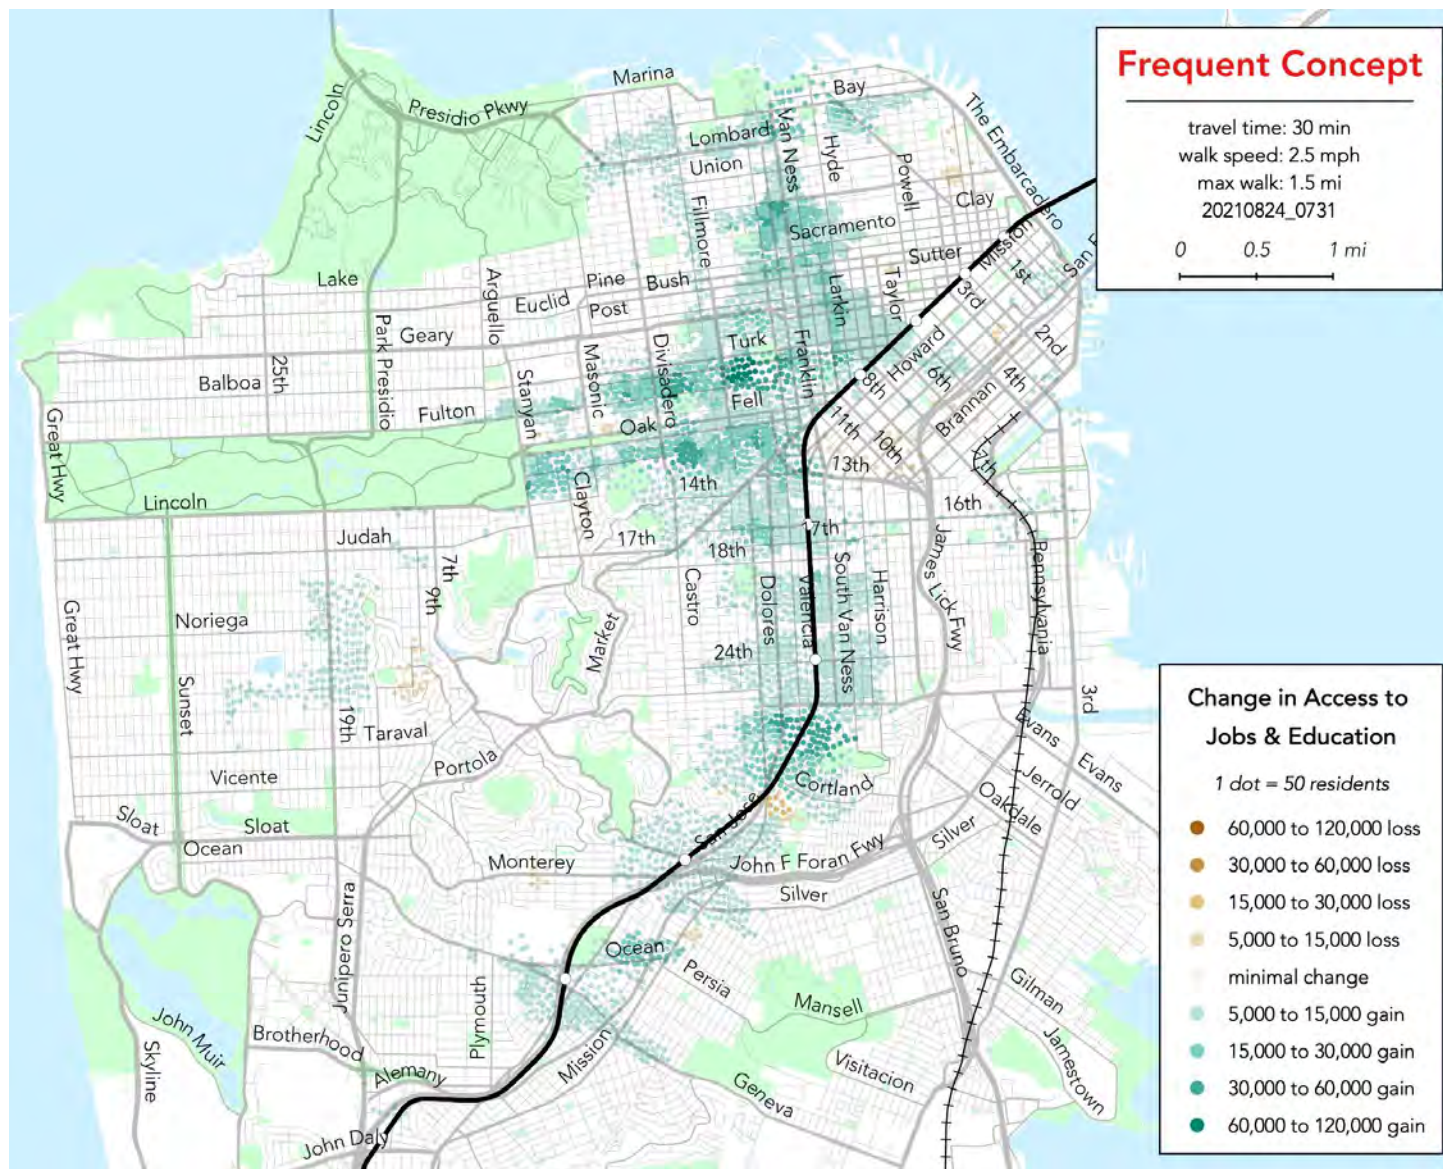 Frequent Concept
travel time: 30 min
walk speed: 2.5 mph
max walk: 1.5 mi
20210824_0731
0 0.5 1 mi
Marina
Bay
Lincoln
Presidio Pkwy
Lombard
Van Ness
The Embarcadero
Union
Hyde
Powell
Clay
Fillmore
Sacramento
Sutter
Mission
1st
San F
Lake
Arguello
Euclid
Pine
Bush
Post
Larkin
Taylor
3rd
Park Presidio
Geary
Masonic
Divisadero
Turk
Franklin
Howard
2nd
25th
Balboa
Stanyan
8th
6th
4th
Great Hwy
Fulton
Fell
Oak
11th
10th
Brannan
13th
7th
Lincoln
Clayton
14th
16th
Judah
17th
18th
17th
7th
9th
James Lick Fwy
Pennsylvania
Castro
Dolores
Valencia
South Van Ness
Harrison
Great Hwy
Noriega
Market
24th
Sunset
19th
Taraval
3rd
Evans
Evans
Vicente
Portola
Cortland
Jerrold
Oakdale
Sloat
Sloat
San Jose
Silver
Ocean
Monterey
John F Foran Fwy
Silver
Junipero Serra
San Bruno
Ocean
Persia
Plymouth
Mansell
Gilman
John Muir
Skyline
Brotherhood
Mission
Jamestown
Alemany
Visitacion
Geneva
John Daly
Change in Access to
Jobs & Education
1 dot = 50 residents
60,000 to 120,000 loss
30,000 to 60,000 loss
15,000 to 30,000 loss
5,000 to 15,000 loss
minimal change
5,000 to 15,000 gain
15,000 to 30,000 gain
30,000 to 60,000 gain
60,000 to 120,000 gain